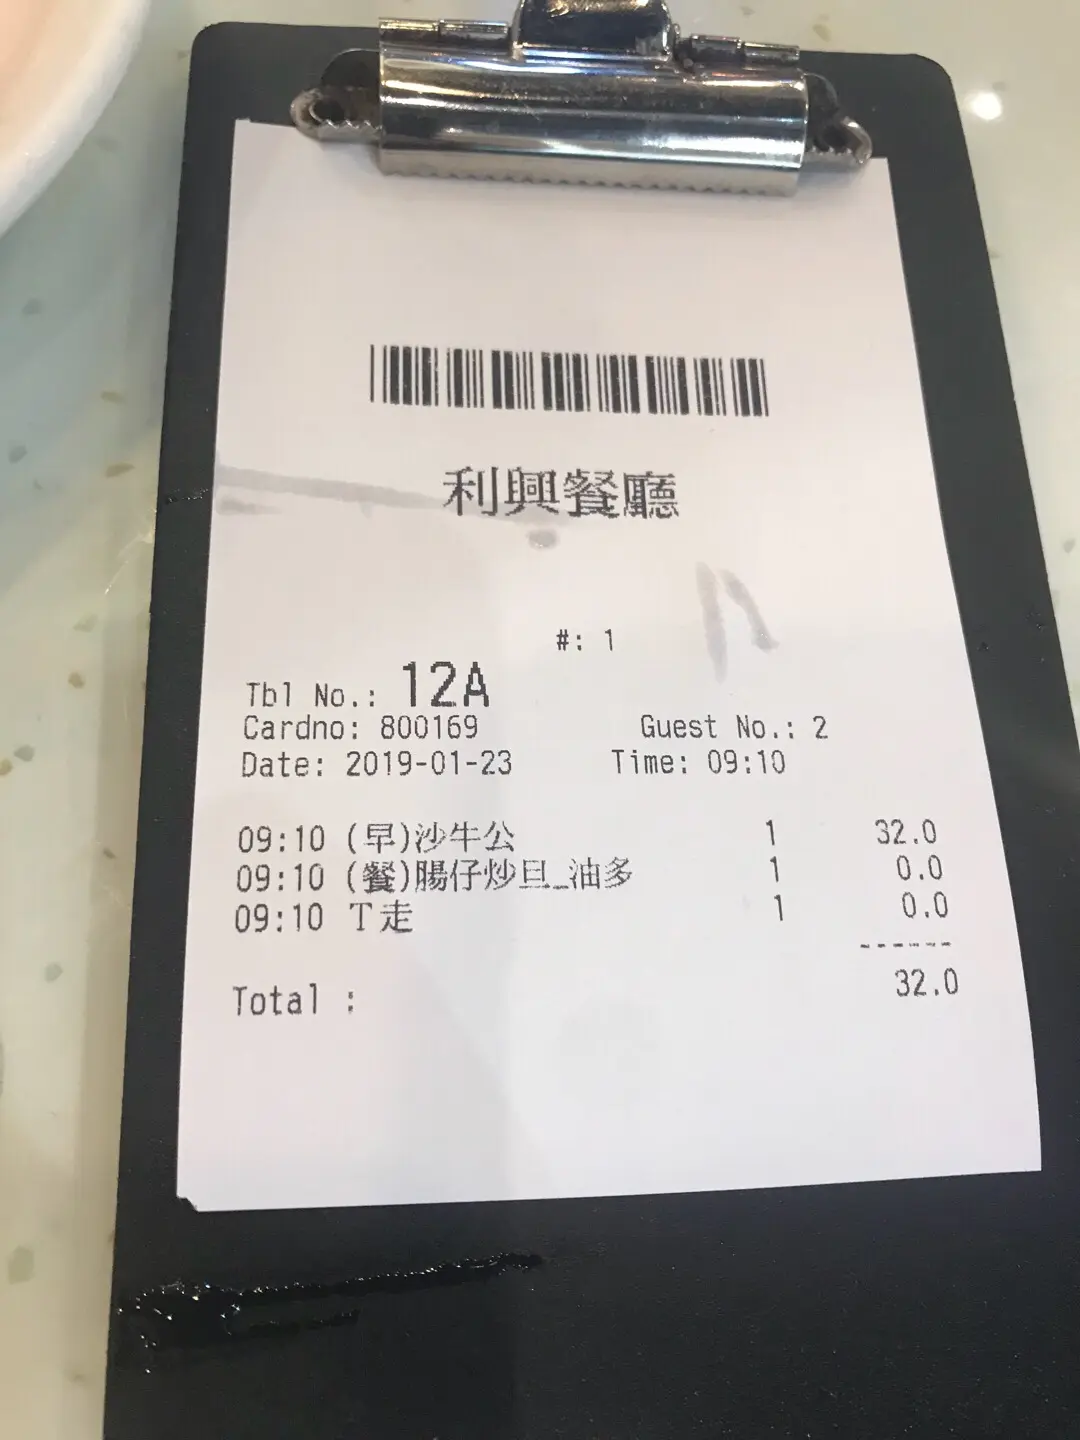 利興餐廳
#: 1
Tbl No.: 12A
Cardno: 800169 Guest No.: 2
Date: 2019-01-23 Time: 09:10
09:10 (早)沙牛公 1 32.0
09:10 (餐)腸仔炒旦_油多 1 0.0
09:10 T走 1 0.0
------
Total : 32.0